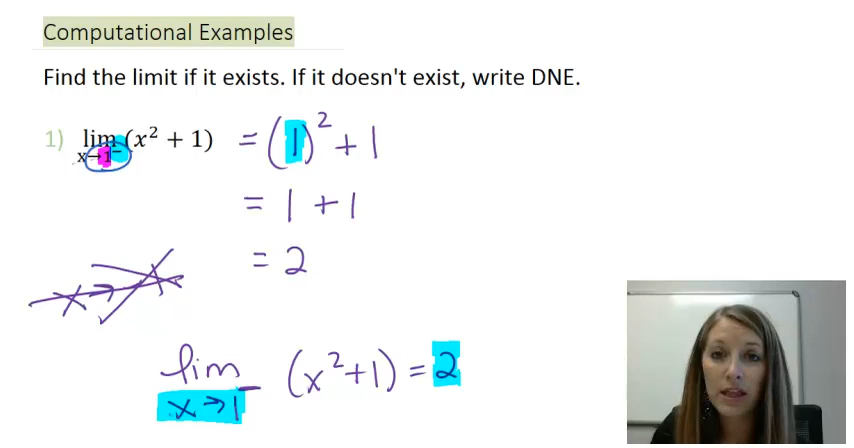 Computational Examples
Find the limit if it exists. If it doesn't exist, write DNE.
1) lim x→1⁻ (x² + 1) = (1)² + 1
= 1 + 1
= 2
x →
lim x→1⁻ (x²+1) = 2